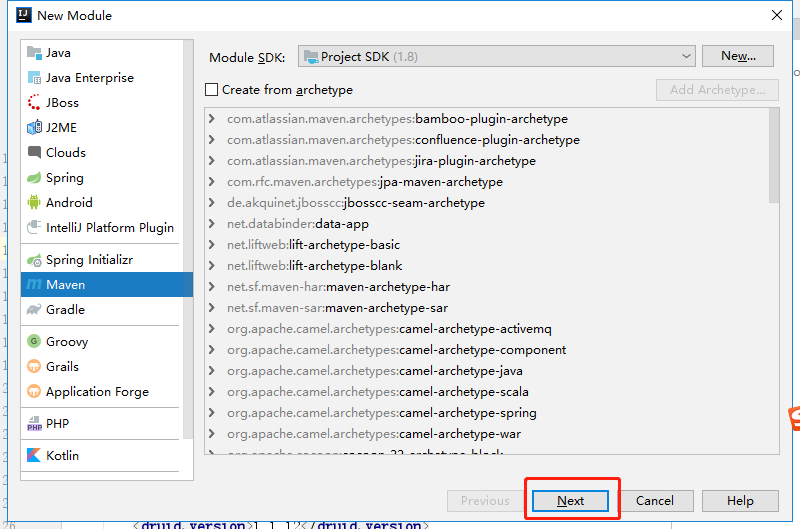 New Module
Java
Java Enterprise
JBoss
J2ME
Clouds
Spring
Android
IntelliJ Platform Plugin
Spring Initializr
Maven
Gradle
Groovy
Grails
Application Forge
PHP
Kotlin
Module SDK: Project SDK (1.8) New...
Create from archetype Add Archetype...
com.atlassian.maven.archetypes:bamboo-plugin-archetype
com.atlassian.maven.archetypes:confluence-plugin-archetype
com.atlassian.maven.archetypes:jira-plugin-archetype
com.rfc.maven.archetypes:jpa-maven-archetype
de.akquinet.jbosscc:jbosscc-seam-archetype
net.databinder:data-app
net.liftweb:lift-archetype-basic
net.liftweb:lift-archetype-blank
net.sf.maven-har:maven-archetype-har
net.sf.maven-sar:maven-archetype-sar
org.apache.camel.archetypes:camel-archetype-activemq
org.apache.camel.archetypes:camel-archetype-component
org.apache.camel.archetypes:camel-archetype-java
org.apache.camel.archetypes:camel-archetype-scala
org.apache.camel.archetypes:camel-archetype-spring
org.apache.camel.archetypes:camel-archetype-war
Previous Next Cancel Help
<druid.version>1.1.12</druid.version>